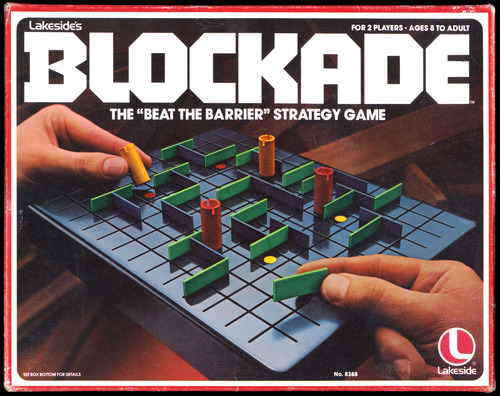 Lakeside's
FOR 2 PLAYERS • AGES 8 TO ADULT
BLOCKADE™
THE "BEAT THE BARRIER" STRATEGY GAME
SEE BOX BOTTOM FOR DETAILS
No. 8388
L
Lakeside